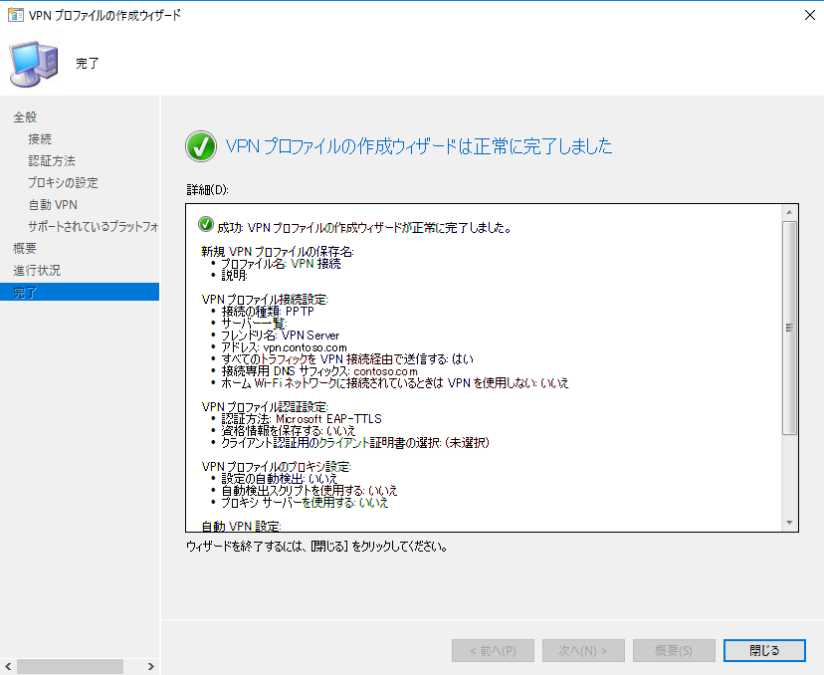 VPN プロファイルの作成ウィザード
完了
全般
接続
認証方法
プロキシの設定
自動 VPN
サポートされているプラットフォ
概要
進行状況
完了
VPN プロファイルの作成ウィザードは正常に完了しました
詳細(D):
成功: VPN プロファイルの作成ウィザードが正常に完了しました。
新規 VPN プロファイルの保存名:
• プロファイル名: VPN 接続
• 説明:
VPN プロファイル接続設定:
• 接続の種類: PPTP
• サーバー一覧:
• フレンドリ名: VPN Server
• アドレス: vpn.contoso.com
• すべてのトラフィックを VPN 接続経由で送信する: はい
• 接続専用 DNS サフィックス: contoso.com
• ホーム Wi-Fi ネットワークに接続されているときは VPN を使用しない: いいえ
VPN プロファイル認証設定:
• 認証方法: Microsoft EAP-TTLS
• 資格情報を保存する: いいえ
• クライアント認証用のクライアント証明書の選択: (未選択)
VPN プロファイルのプロキシ設定:
• 設定の自動検出: いいえ
• 自動検出スクリプトを使用する: いいえ
• プロキシ サーバーを使用する: いいえ
自動 VPN 設定:
ウィザードを終了するには、[閉じる] をクリックしてください。
< 前へ(P)
次へ(N) >
概要(S)
閉じる